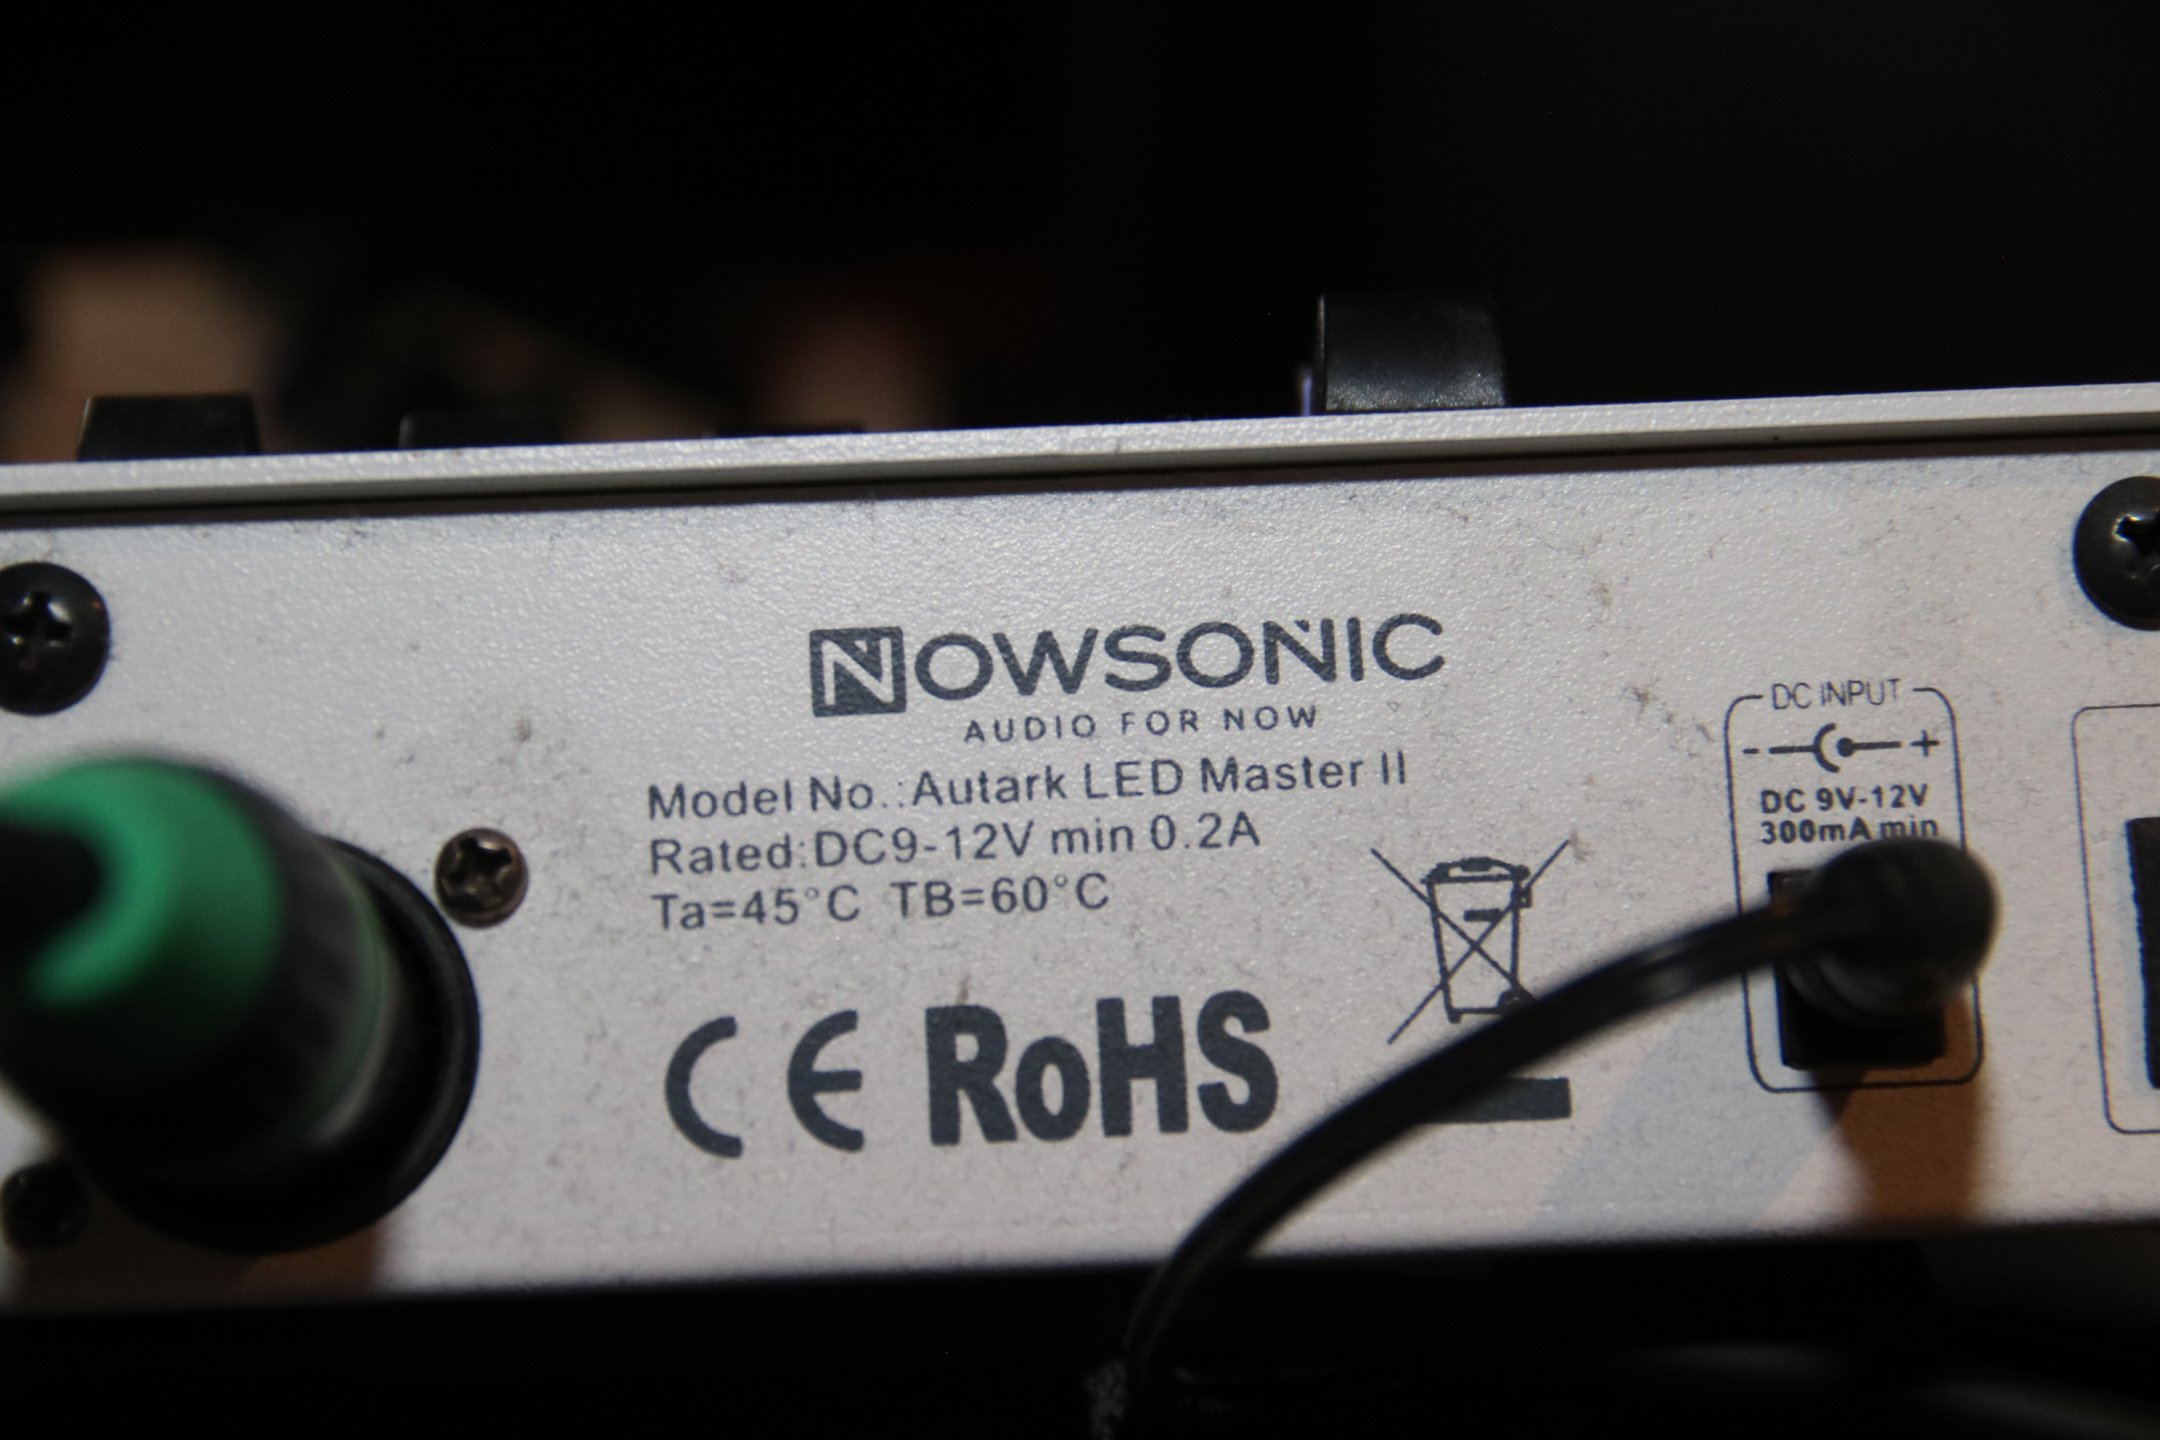 NOWSONIC
AUDIO FOR NOW
Model No.:Autark LED Master II
Rated:DC9-12V min 0.2A
Ta=45°C TB=60°C
CE RoHS
DC INPUT
- +
DC 9V-12V
300mA min